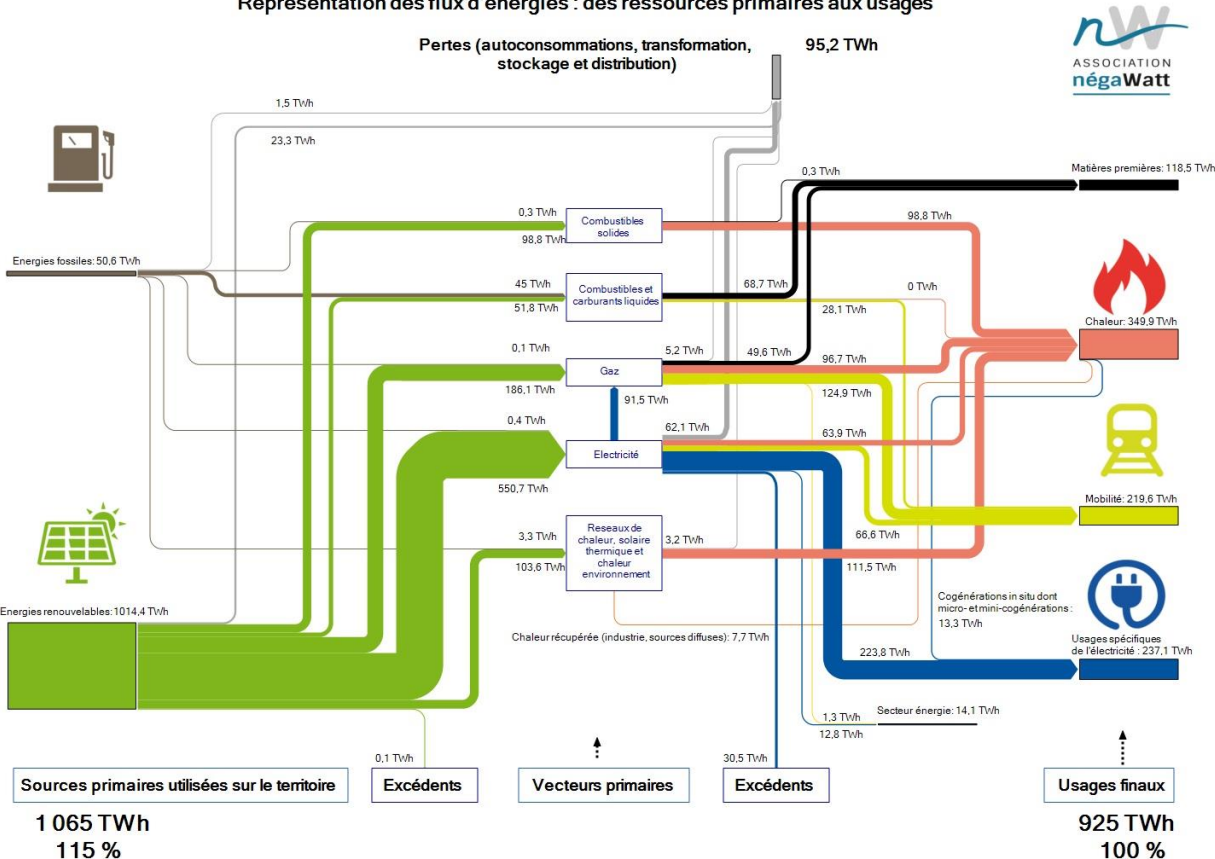 Représentation des flux d'énergies : des ressources primaires aux usages
Pertes (autoconsommations, transformation,
stockage et distribution)
95,2 TWh
nW
ASSOCIATION
négaWatt
1,5 TWh
23,3 TWh
0,3 TWh
Matières premières: 118,5 TWh
0,3 TWh
98,8 TWh
Combustibles
solides
98,8 TWh
Energies fossiles: 50,6 TWh
45 TWh
51,8 TWh
Combustibles et
carburants liquides
68,7 TWh
28,1 TWh
0 TWh
Chaleur: 349,9 TWh
0,1 TWh
186,1 TWh
Gaz
5,2 TWh
49,6 TWh
96,7 TWh
124,9 TWh
91,5 TWh
0,4 TWh
550,7 TWh
Electricité
62,1 TWh
63,9 TWh
66,6 TWh
Mobilité: 219,6 TWh
3,3 TWh
103,6 TWh
Reseaux de
chaleur, solaire
thermique et
chaleur
environnement
3,2 TWh
111,5 TWh
Energies renouvelables: 1014,4 TWh
Chaleur récupérée (industrie, sources diffuses): 7,7 TWh
Cogénérations in situ dont
micro- et mini-cogénérations :
13,3 TWh
223,8 TWh
Usages spécifiques
de l'électricité : 237,1 TWh
1,3 TWh
12,8 TWh
Secteur énergie: 14,1 TWh
0,1 TWh
30,5 TWh
Sources primaires utilisées sur le territoire
Excédents
Vecteurs primaires
Excédents
Usages finaux
1 065 TWh
115 %
925 TWh
100 %